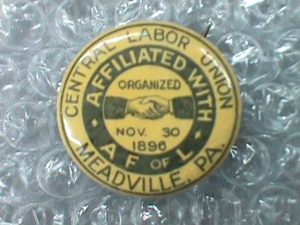 CENTRAL LABOR UNION
MEADVILLE, PA.
AFFILIATED WITH
A F OF L
ORGANIZED
NOV. 30
1896